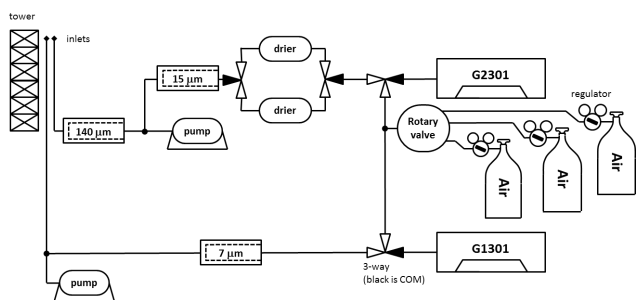 tower
inlets
drier
15 µm
G2301
regulator
drier
140 µm
pump
Rotary
valve
Air
Air
Air
7 µm
G1301
3-way
(black is COM)
pump